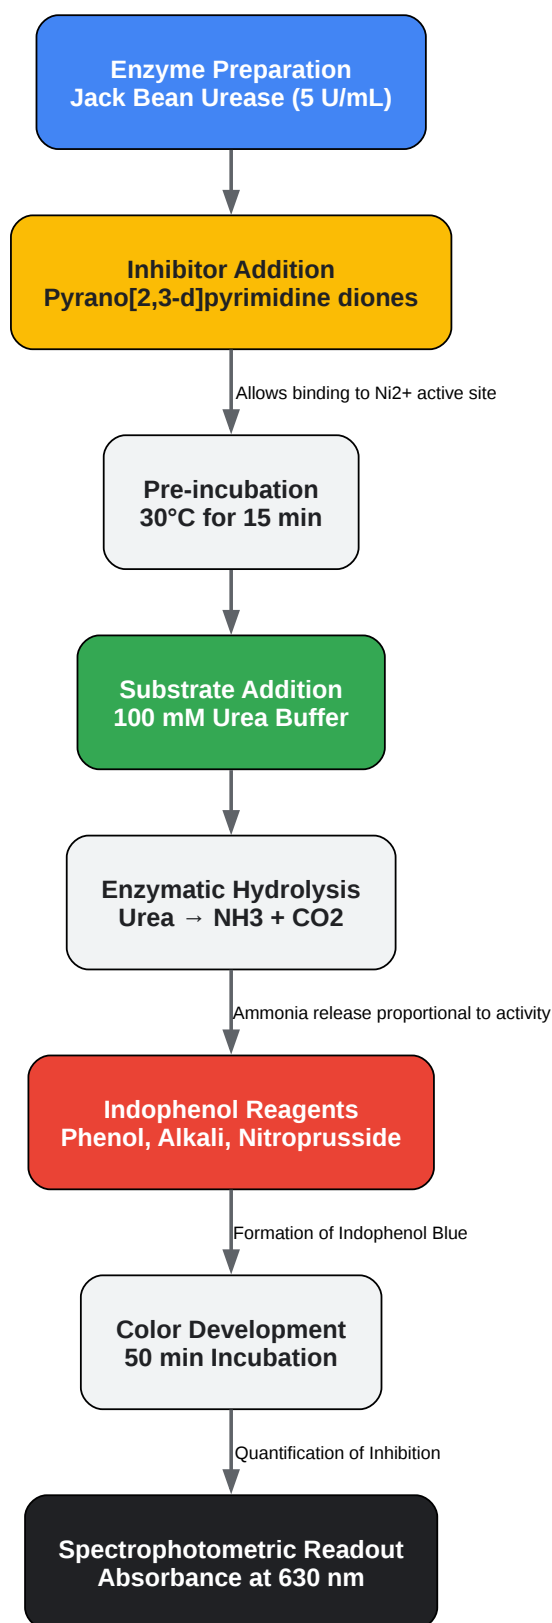 Enzyme Preparation
Jack Bean Urease (5 U/mL)
Inhibitor Addition
Pyrano[2,3-d]pyrimidine diones
Allows binding to Ni2+ active site
Pre-incubation
30°C for 15 min
Substrate Addition
100 mM Urea Buffer
Enzymatic Hydrolysis
Urea → NH3 + CO2
Ammonia release proportional to activity
Indophenol Reagents
Phenol, Alkali, Nitroprusside
Formation of Indophenol Blue
Color Development
50 min Incubation
Quantification of Inhibition
Spectrophotometric Readout
Absorbance at 630 nm